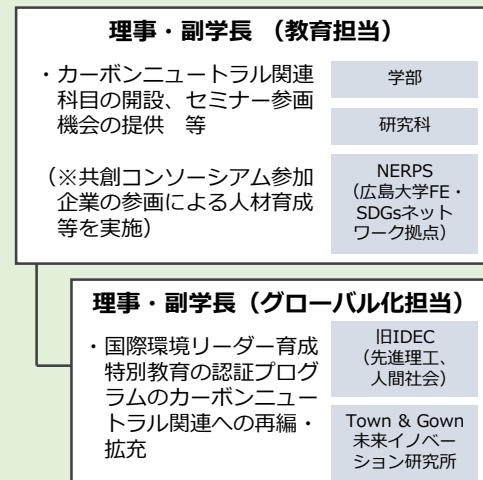 理事・副学長 （教育担当）
・カーボンニュートラル関連
科目の開設、セミナー参画
機会の提供　等
（※共創コンソーシアム参加
企業の参画による人材育成
等を実施）
学部
研究科
NERPS
（広島大学FE・
SDGsネット
ワーク拠点）
理事・副学長（グローバル化担当）
・国際環境リーダー育成
特別教育の認証プログ
ラムのカーボンニュー
トラル関連への再編・
拡充
旧IDEC
（先進理工、
人間社会）
Town & Gown
未来イノベー
ション研究所